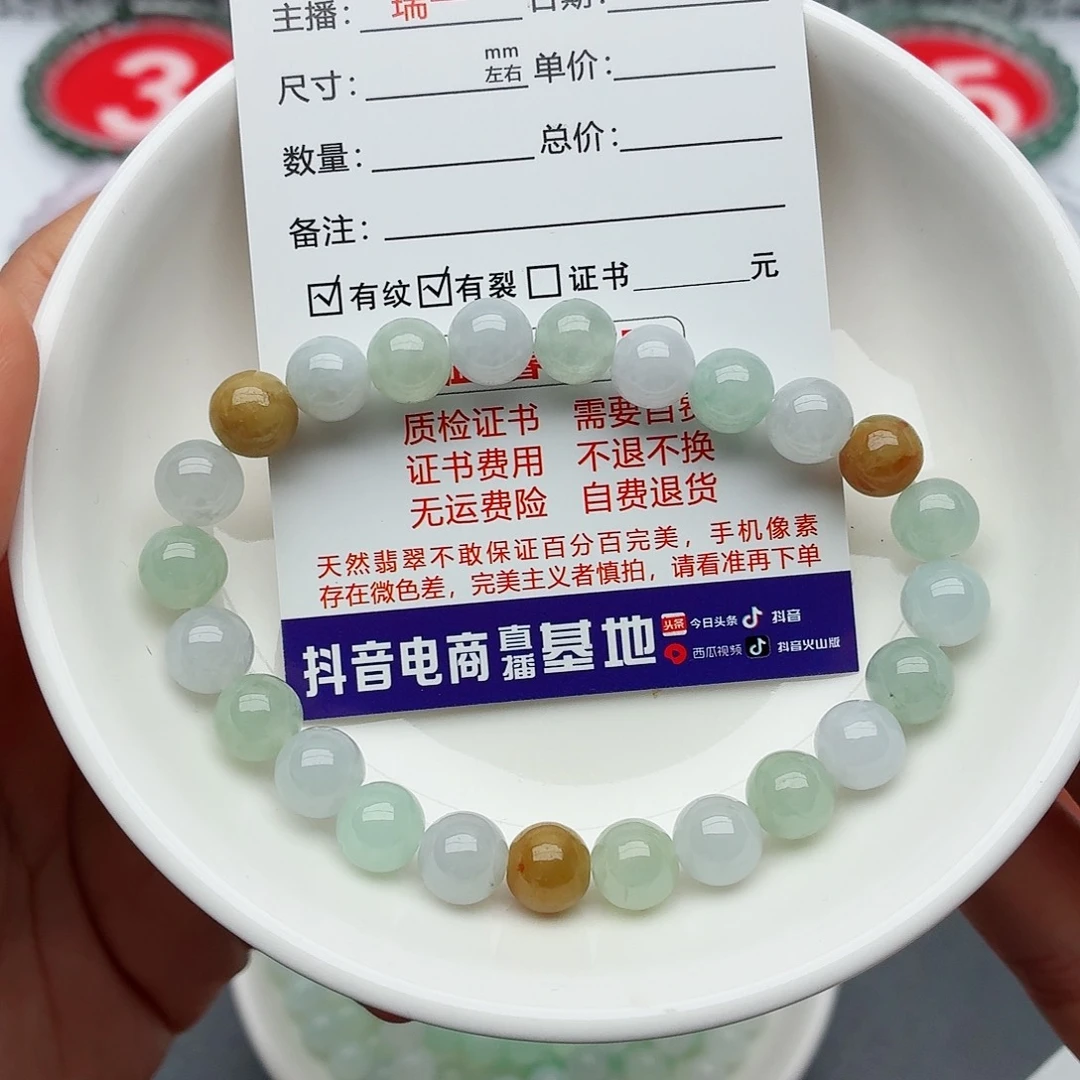 3
5
主播：瑞一 日期：
尺寸： mm左右 单价：
数量： 总价：
备注：
☑有纹☑有裂☐证书 元
质检证书 需要自费
证书费用 不退不换
无运费险 自费退货
天然翡翠不敢保证百分百完美，手机像素
存在微色差，完美主义者慎拍，请看准再下单
抖音电商直播基地 头条 今日头条 抖音
西瓜视频 抖音火山版